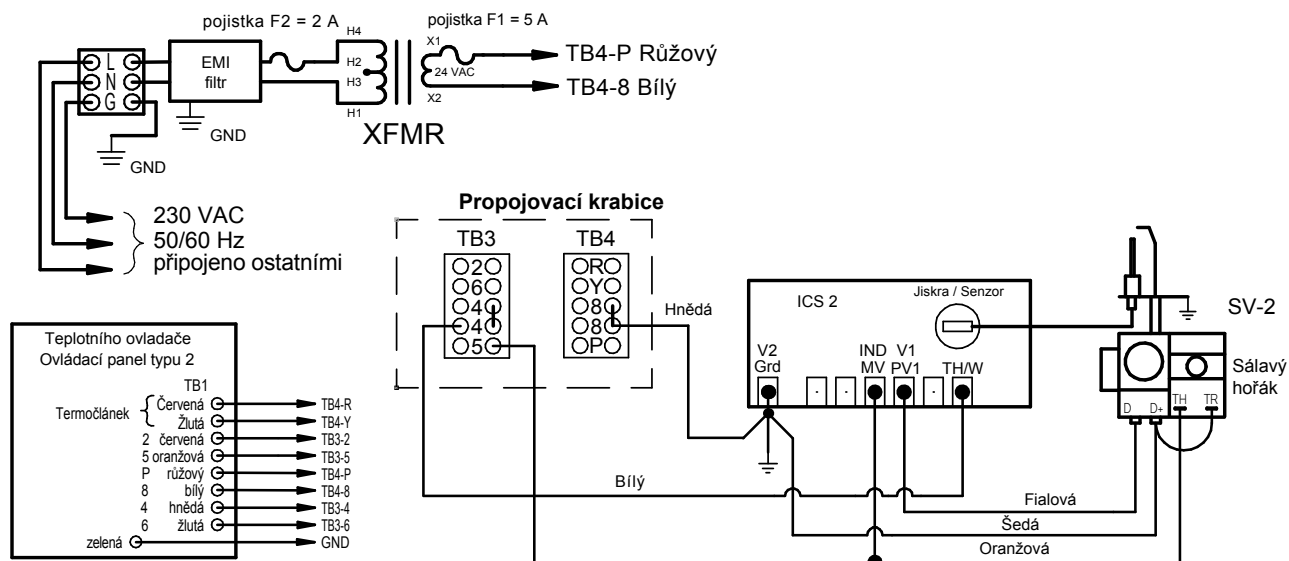 pojistka F2 = 2 A
pojistka F1 = 5 A
H4
H2
H3
H1
X1
24 VAC
X2
L
N
G
EMI
filtr
GND
GND
XFMR
TB4-P Růžový
TB4-8 Bílý
230 VAC
50/60 Hz
připojeno ostatními
Propojovací krabice
TB3
2
6
4
4
5
TB4
R
Y
8
8
P
Hnědá
ICS 2
Jiskra / Senzor
V2
Grd
IND
MV
V1
PV1
TH/W
SV-2
Sálavý
hořák
D
D+
TH
TR
Bílý
Fialová
Šedá
Oranžová
Teplotního ovladače
Ovládací panel typu 2
TB1
Termočlánek
Červená TB4-R
Žlutá TB4-Y
2 červená TB3-2
5 oranžová TB3-5
P růžový TB4-P
8 bílý TB4-8
4 hnědá TB3-4
6 žlutá TB3-6
zelená GND